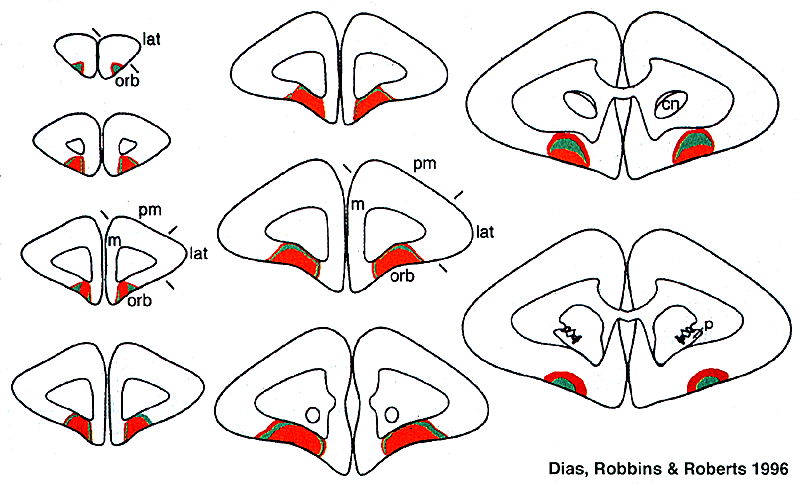 lat
orb
pm
m
lat
orb
pm
m
lat
orb
cn
p
Dias, Robbins & Roberts 1996